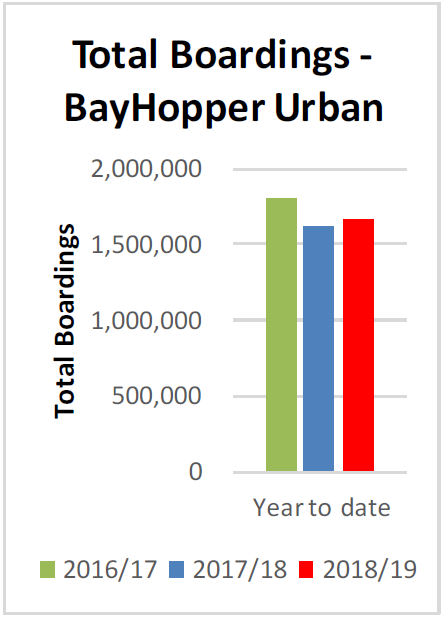 Total Boardings -
BayHopper Urban
Total Boardings
2,000,000
1,500,000
1,000,000
500,000
0
Year to date
2016/17 2017/18 2018/19